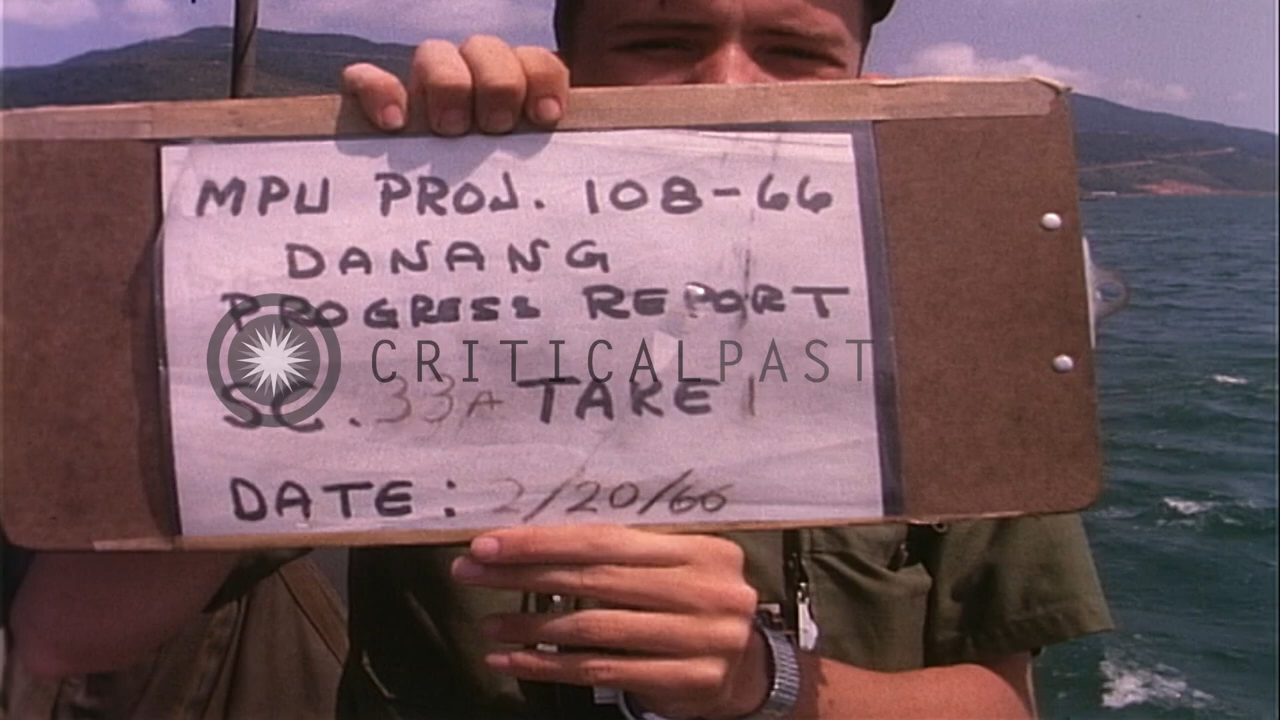 MPU PROJ. 108-66
DANANG
PROGRESS REPORT
CRITICALPAST
SC. 33A TAKE 1
DATE: 2/20/66